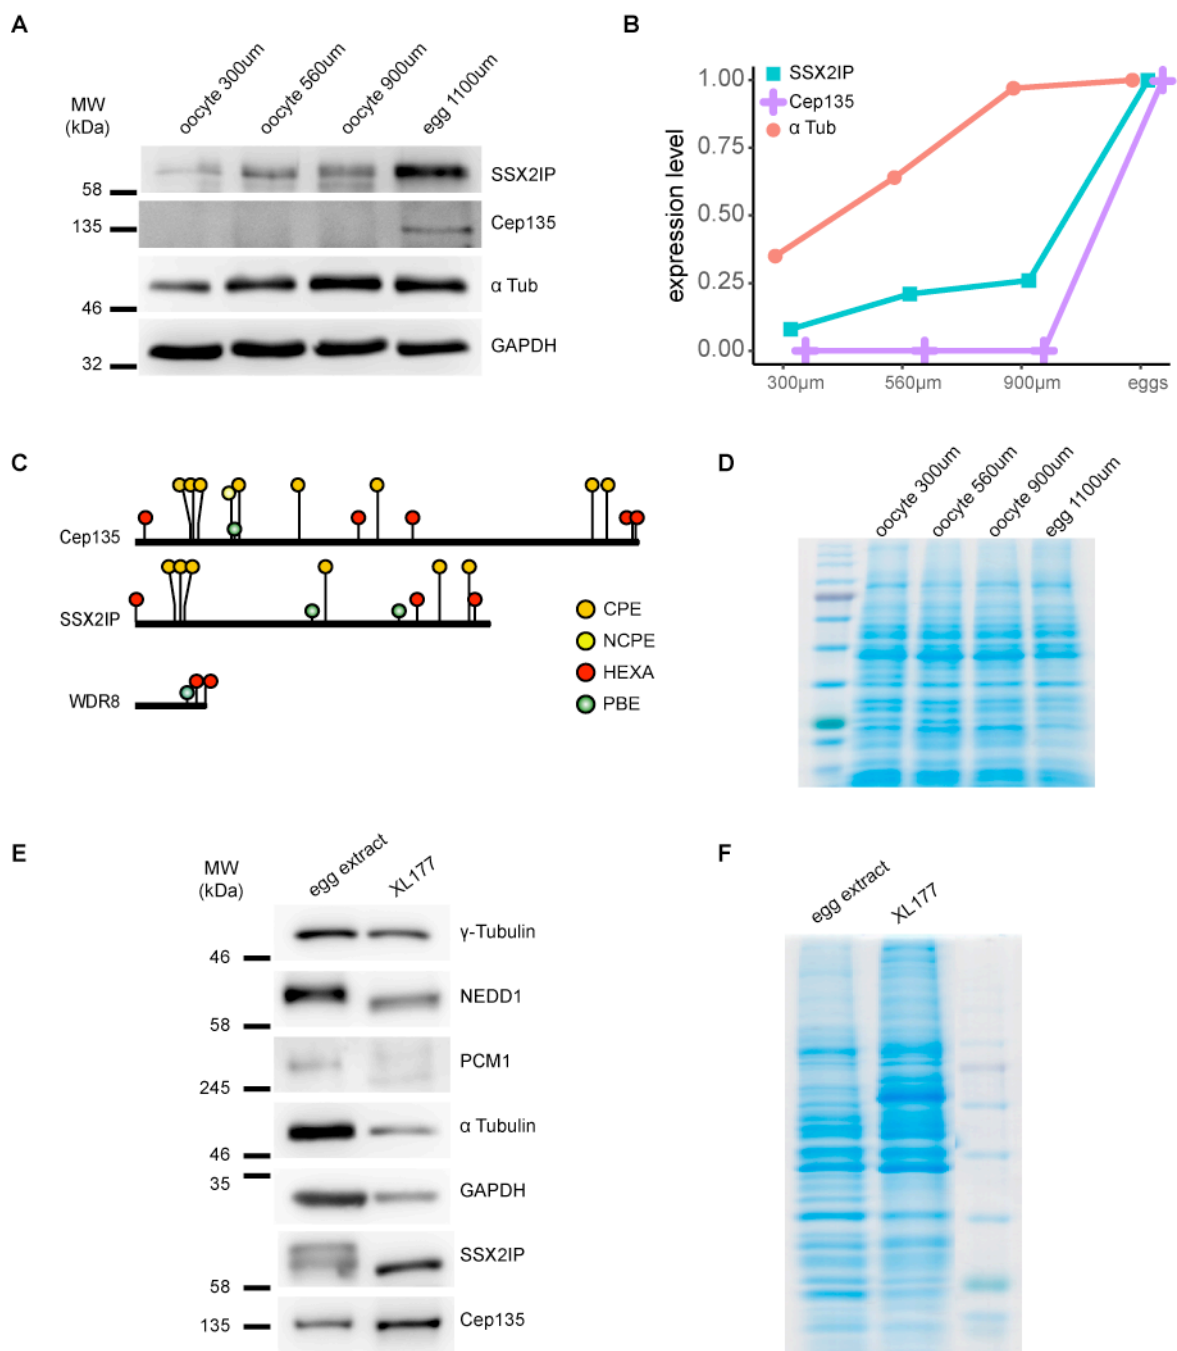 A
oocyte 300um
oocyte 560um
oocyte 900um
egg 1100um
MW
(kDa)
SSX2IP
58
135
Cep135
α Tub
46
GAPDH
32
B
SSX2IP
Cep135
α Tub
expression level
1.00
0.75
0.50
0.25
0.00
300µm
560µm
900µm
eggs
C
Cep135
SSX2IP
WDR8
CPE
NCPE
HEXA
PBE
D
oocyte 300um
oocyte 560um
oocyte 900um
egg 1100um
E
MW
(kDa)
egg extract
XL177
γ-Tubulin
46
NEDD1
58
PCM1
245
α Tubulin
46
35
GAPDH
SSX2IP
58
135
Cep135
F
egg extract
XL177